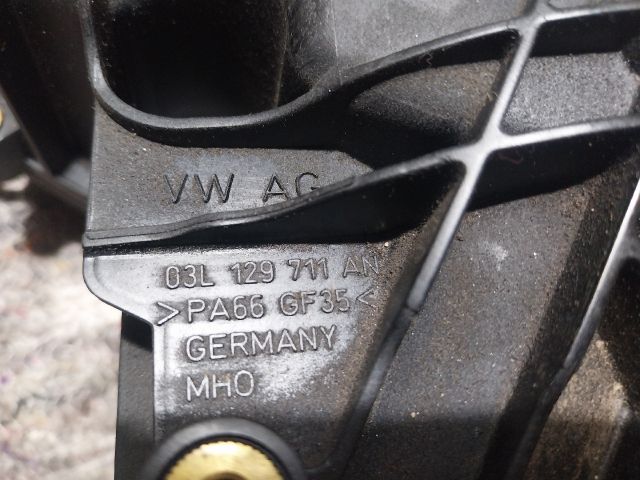 VW AG
03L 129 711 AN
>PA66 GF35<
GERMANY
MHO